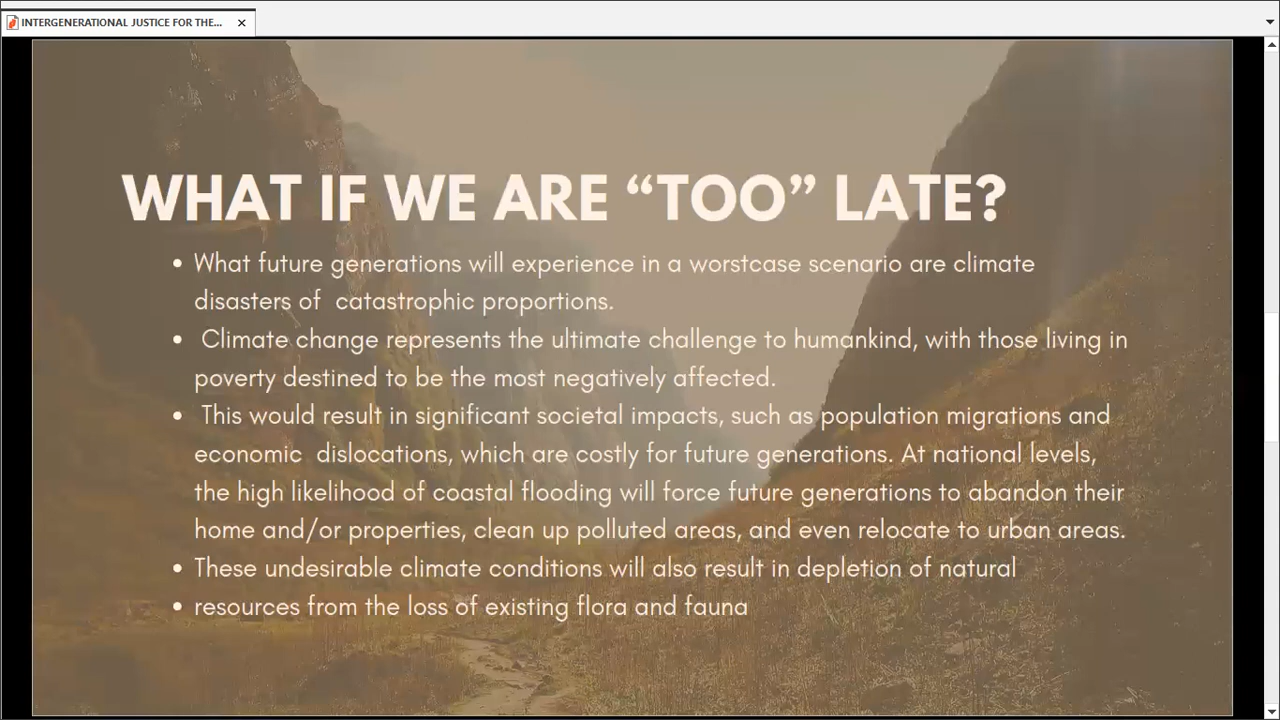 INTERGENERATIONAL JUSTICE FOR THE...
WHAT IF WE ARE “TOO” LATE?
• What future generations will experience in a worstcase scenario are climate
disasters of  catastrophic proportions.
•  Climate change represents the ultimate challenge to humankind, with those living in
poverty destined to be the most negatively affected.
•  This would result in significant societal impacts, such as population migrations and
economic  dislocations, which are costly for future generations. At national levels,
the high likelihood of coastal flooding will force future generations to abandon their
home and/or properties, clean up polluted areas, and even relocate to urban areas.
• These undesirable climate conditions will also result in depletion of natural
• resources from the loss of existing flora and fauna